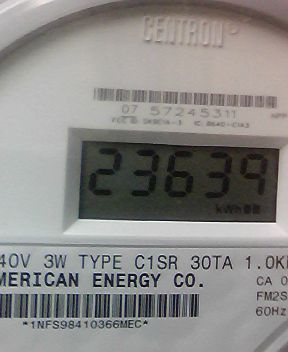 CENTRON
07 57245311
23639
kWh
40V 3W TYPE C1SR 30TA 1.0K
MERICAN ENERGY CO.
CA 0
FM2S
60Hz
*1NFS98410366MEC*